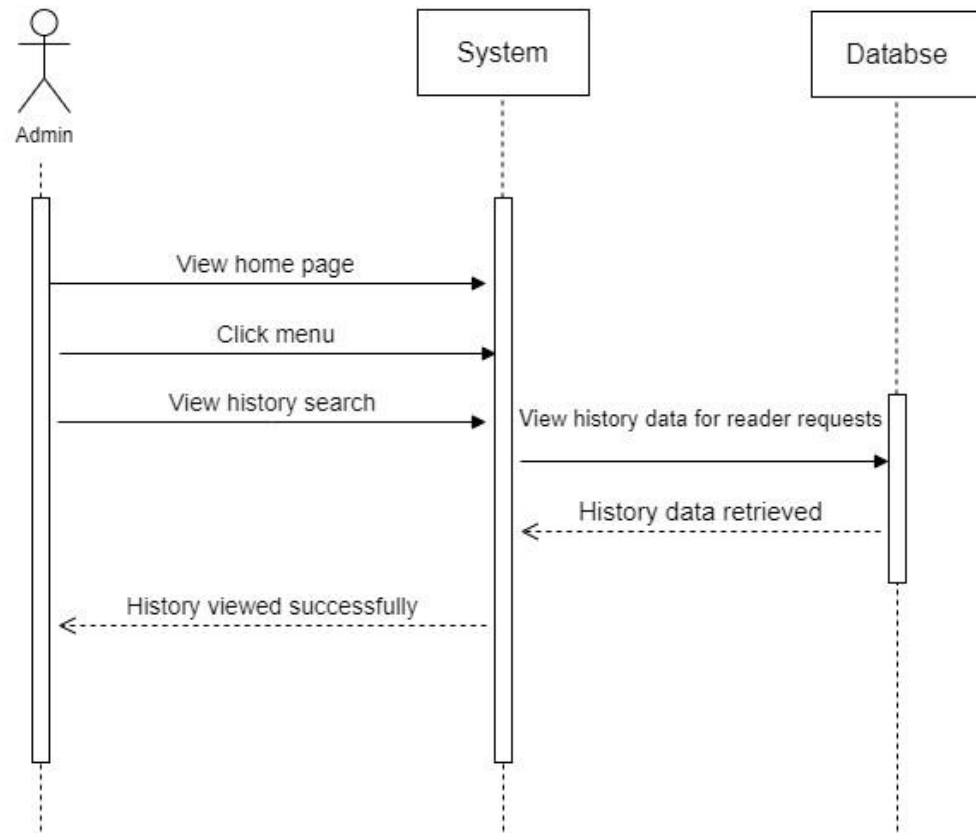 System
Databse
Admin
View home page
Click menu
View history search
View history data for reader requests
History data retrieved
History viewed successfully